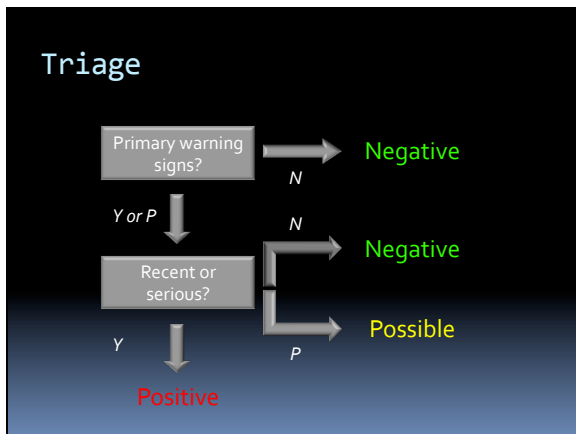 Triage
Primary warning
signs?
Negative
N
Y or P
N
Negative
Recent or
serious?
Possible
Y
P
Positive